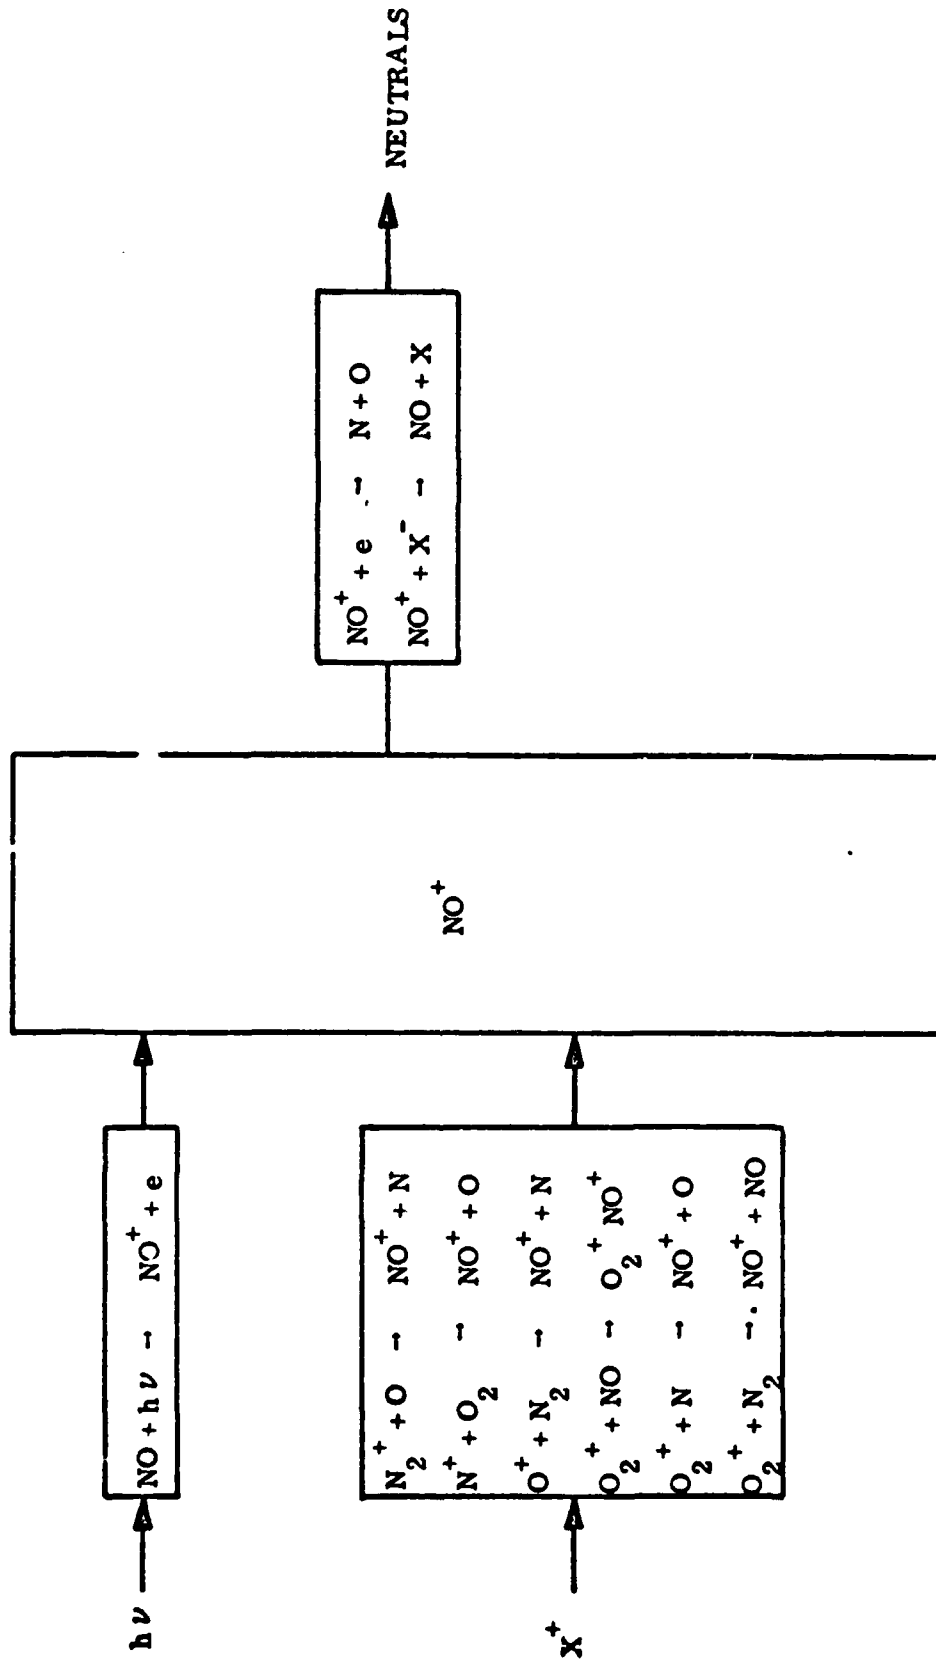 hν
NO + hν → NO⁺ + e
X⁺
N₂⁺ + O → NO⁺ + N
N⁺ + O₂ → NO⁺ + O
O⁺ + N₂ → NO⁺ + N
O₂⁺ + NO → O₂⁺ NO⁺
O₂⁺ + N → NO⁺ + O
O₂⁺ + N₂ → NO⁺ + NO
NO⁺
NO⁺ + e → N + O
NO⁺ + X⁻ → NO + X
NEUTRALS